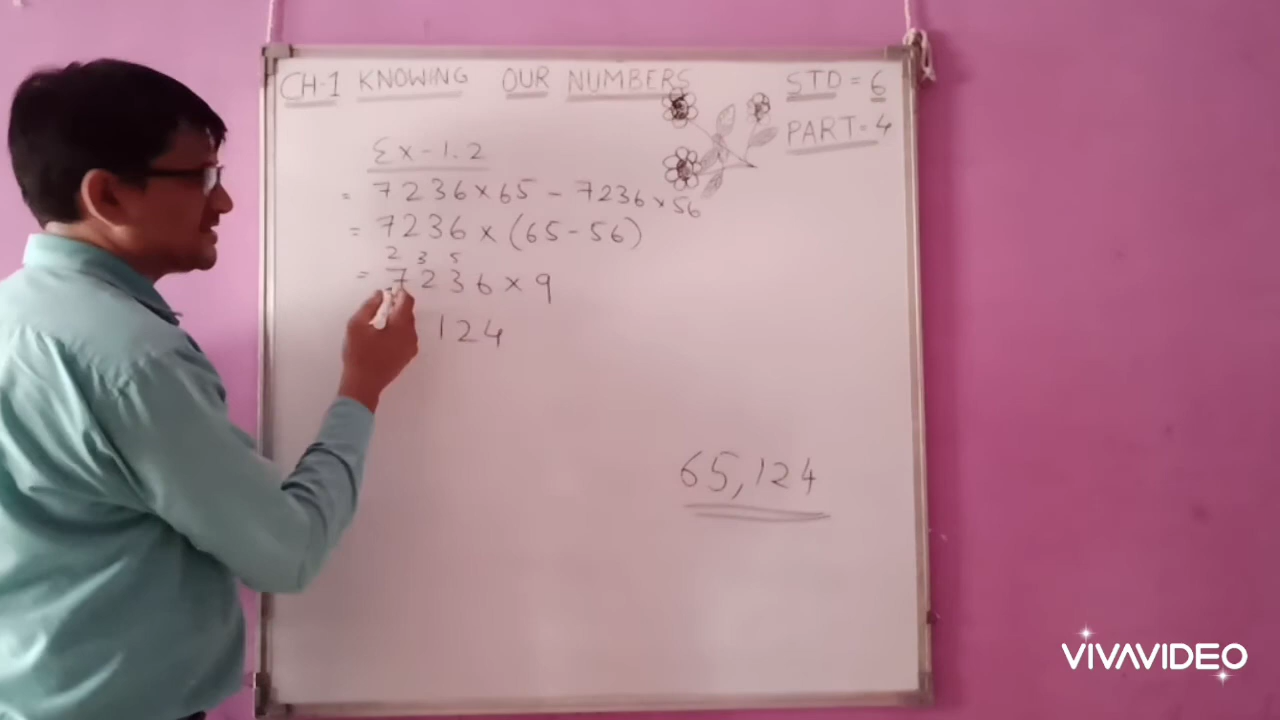 CH-1 KNOWING OUR NUMBERS
STD = 6
PART = 4
Ex-1.2
= 7236 × 65 - 7236 × 56
= 7236 × (65 - 56)
2 3 5
= 7236 × 9
124
65,124
VIVAVIDEO